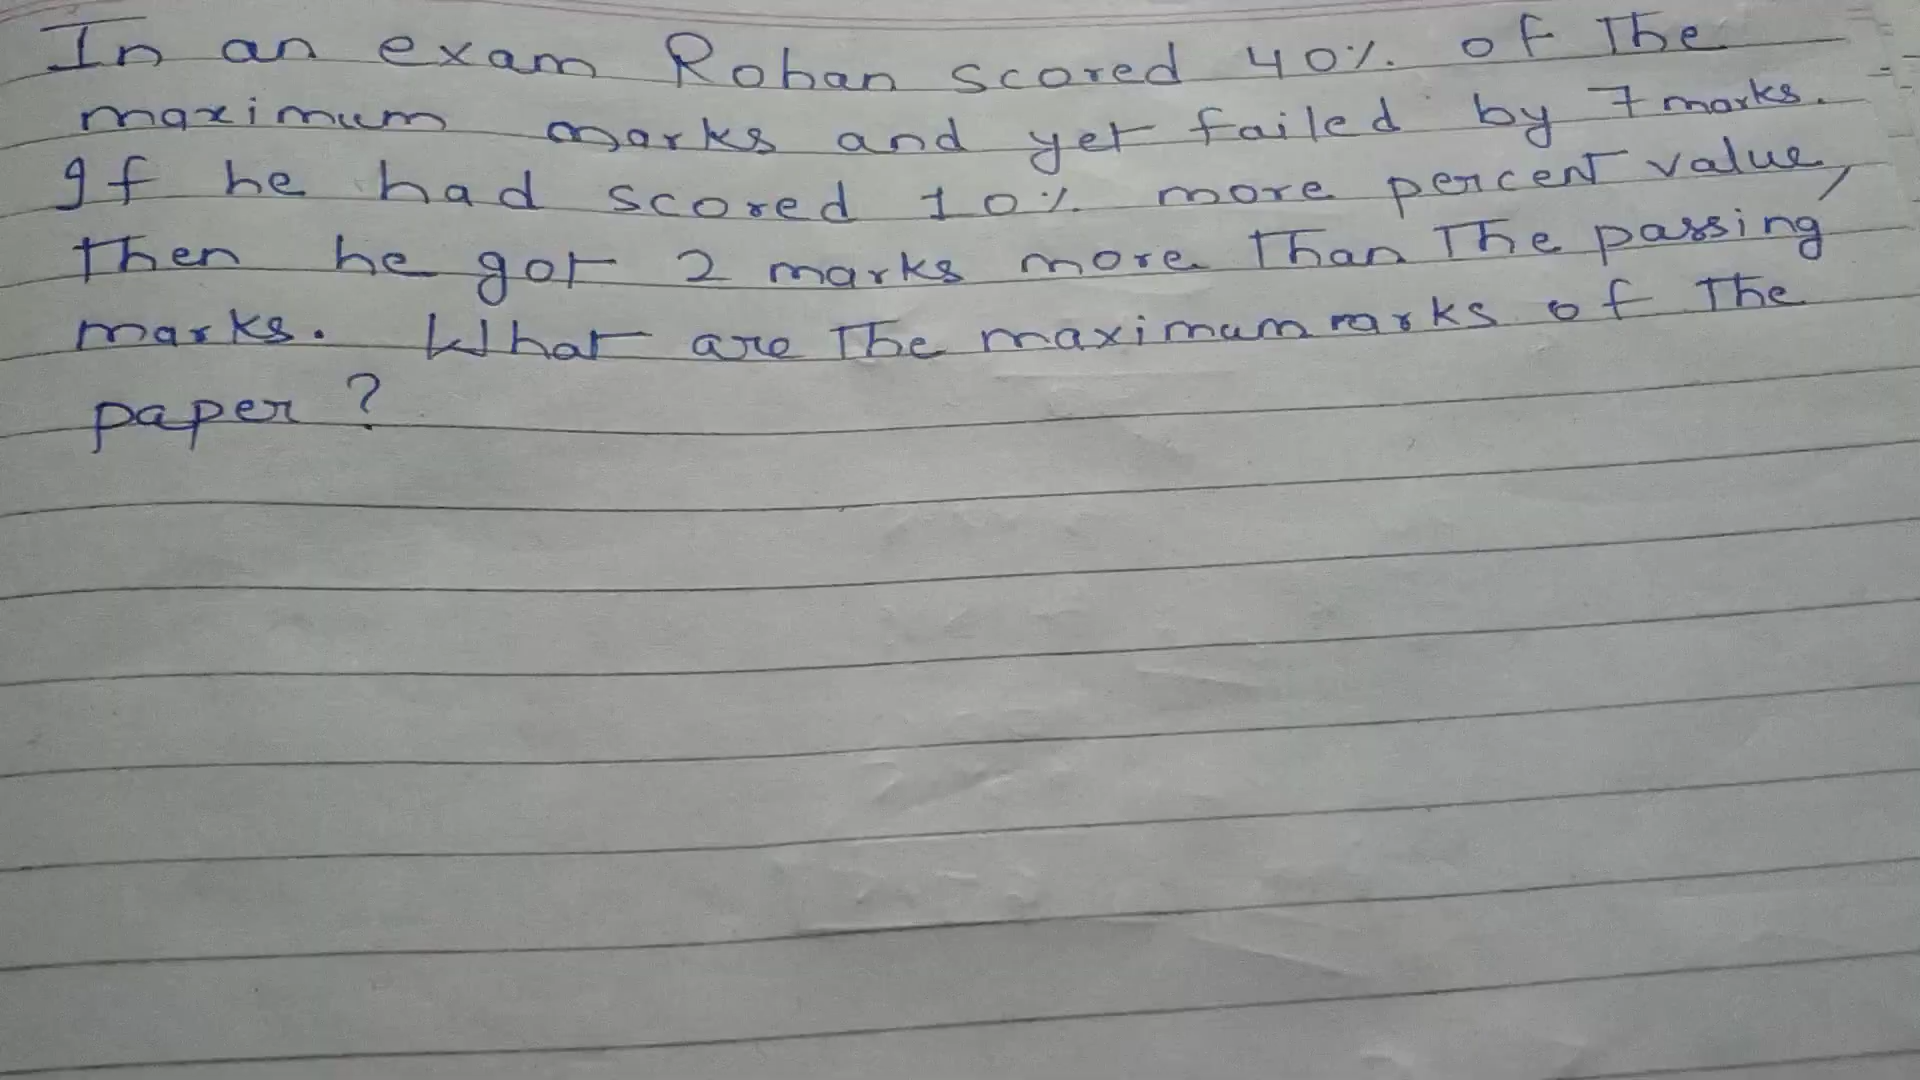 In an exam Rohan scored 40% of The
maximum marks and yet failed by 7 marks.
If he had scored 10% more percent value,
then he got 2 marks more than The passing
marks. What are The maximum marks of The
paper ?